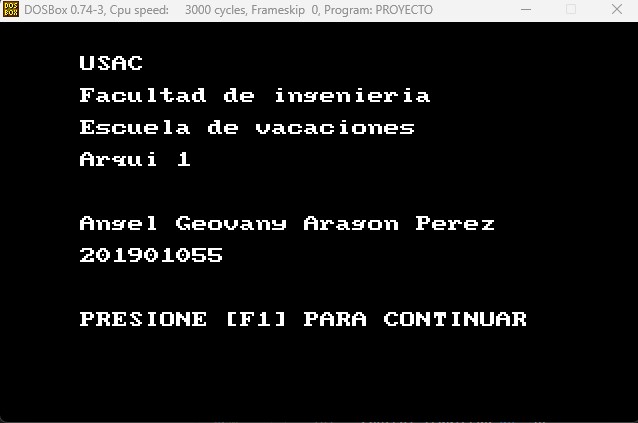 DOSBox 0.74-3, Cpu speed: 3000 cycles, Frameskip 0, Program: PROYECTO
USAC
Facultad de ingenieria
Escuela de vacaciones
Arqui 1
Angel Geovany Aragon Perez
201901055
PRESIONE [F1] PARA CONTINUAR